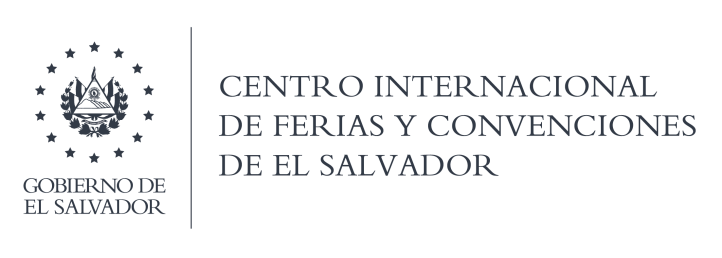 GOBIERNO DE
EL SALVADOR
CENTRO INTERNACIONAL
DE FERIAS Y CONVENCIONES
DE EL SALVADOR